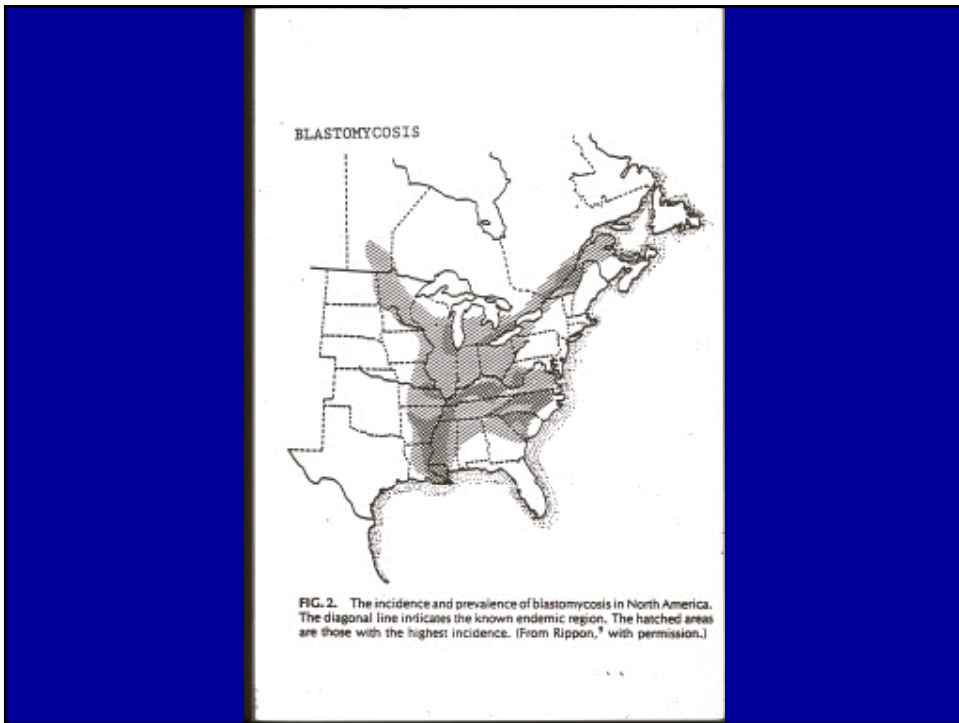 BLASTOMYCOSIS
FIG. 2. The incidence and prevalence of blastomycosis in North America.
The diagonal line indicates the known endemic region. The hatched areas
are those with the highest incidence. (From Rippon,⁹ with permission.)